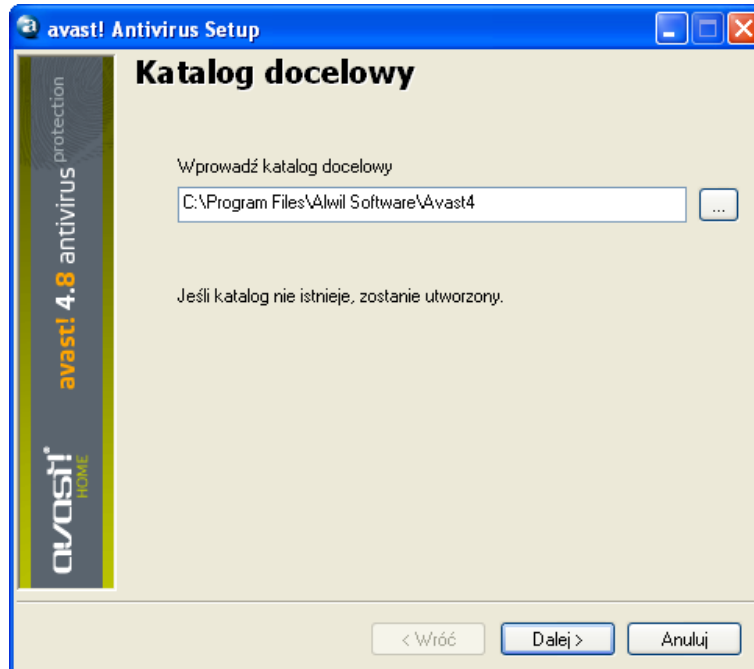 avast! Antivirus Setup
Katalog docelowy
Wprowadź katalog docelowy
C:\Program Files\Alwil Software\Avast4
...
Jeśli katalog nie istnieje, zostanie utworzony.
avast! 4.8 antivirus protection
avast!
HOME
< Wróć
Dalej >
Anuluj